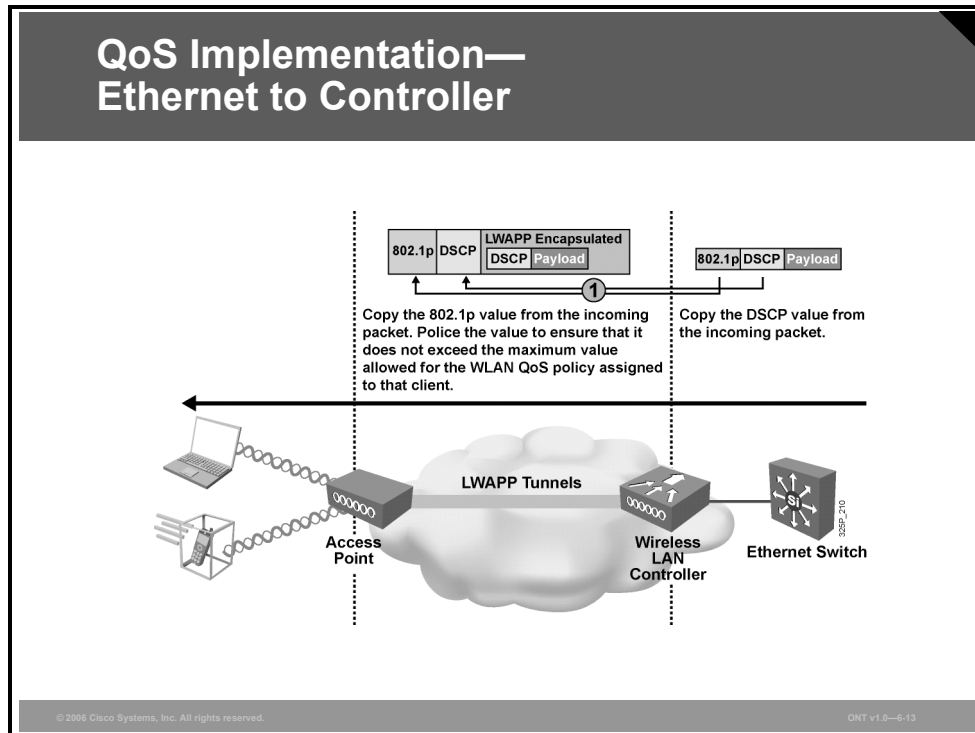 QoS Implementation—
Ethernet to Controller
802.1p DSCP LWAPP Encapsulated
DSCP Payload
802.1p DSCP Payload
1
Copy the 802.1p value from the incoming
packet. Police the value to ensure that it
does not exceed the maximum value
allowed for the WLAN QoS policy assigned
to that client.
Copy the DSCP value from
the incoming packet.
LWAPP Tunnels
Si
325P_210
Access
Point
Wireless
LAN
Controller
Ethernet Switch
© 2006 Cisco Systems, Inc. All rights reserved.
ONT v1.0—6-13